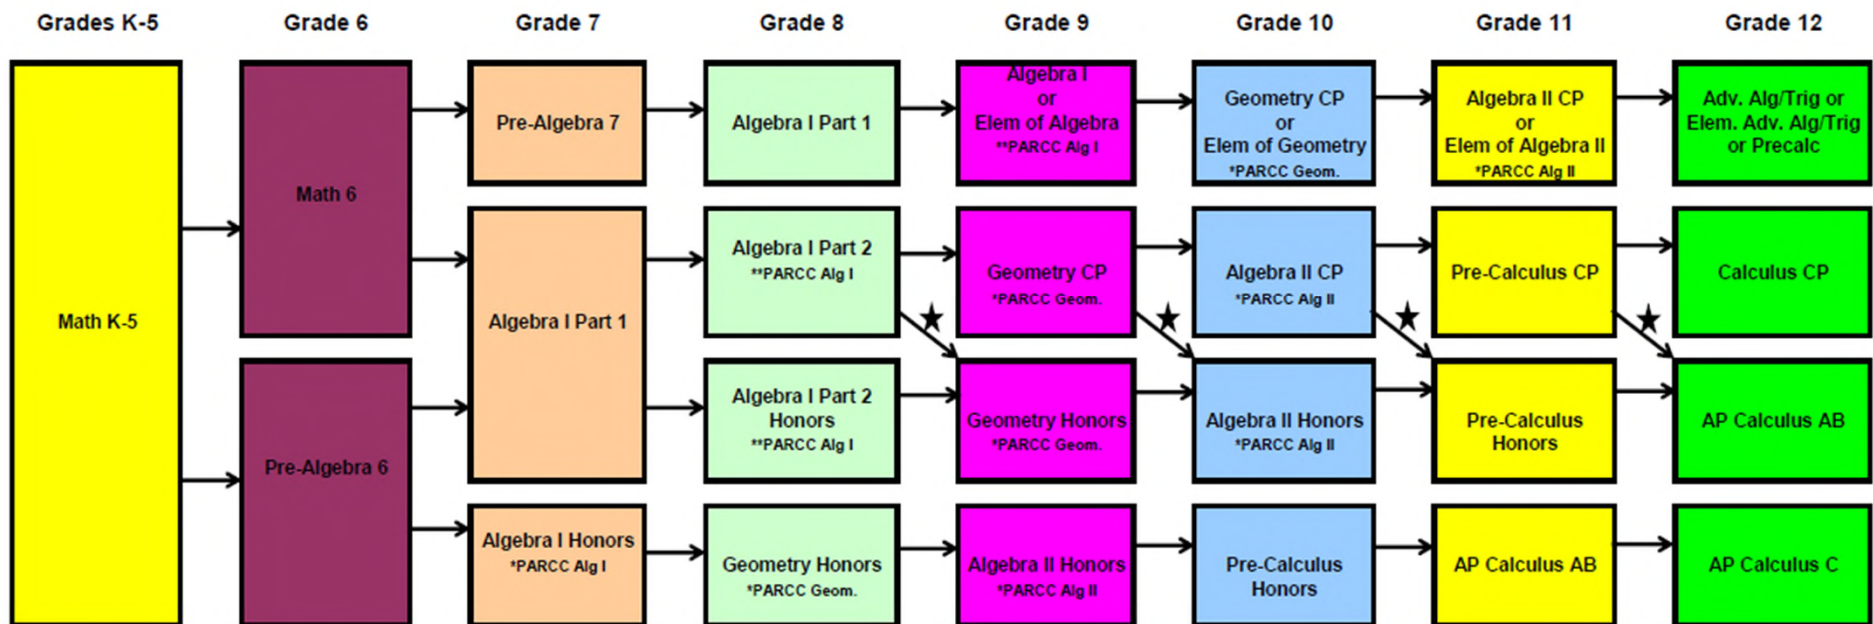 Grades K-5
Grade 6
Grade 7
Grade 8
Grade 9
Grade 10
Grade 11
Grade 12
Math K-5
Math 6
Pre-Algebra 6
Pre-Algebra 7
Algebra I Part 1
Algebra I Honors
*PARCC Alg I
Algebra I Part 1
Algebra I Part 2
**PARCC Alg I
Algebra I Part 2
Honors
**PARCC Alg I
Geometry Honors
*PARCC Geom.
Algebra I
or
Elem of Algebra
**PARCC Alg I
Geometry CP
*PARCC Geom.
Geometry Honors
*PARCC Geom.
Algebra II Honors
*PARCC Alg II
Geometry CP
or
Elem of Geometry
*PARCC Geom.
Algebra II CP
*PARCC Alg II
Algebra II Honors
*PARCC Alg II
Pre-Calculus
Honors
Algebra II CP
or
Elem of Algebra II
*PARCC Alg II
Pre-Calculus CP
Pre-Calculus
Honors
AP Calculus AB
Adv. Alg/Trig or
Elem. Adv. Alg/Trig
or Precalc
Calculus CP
AP Calculus AB
AP Calculus C